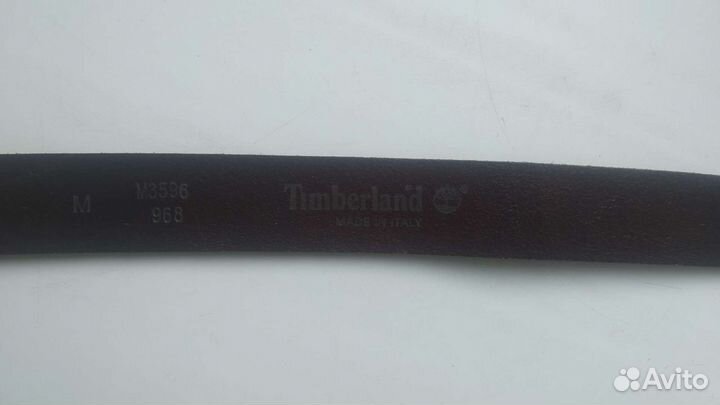 M
M3596
968
Timberland
MADE IN ITALY
Avito